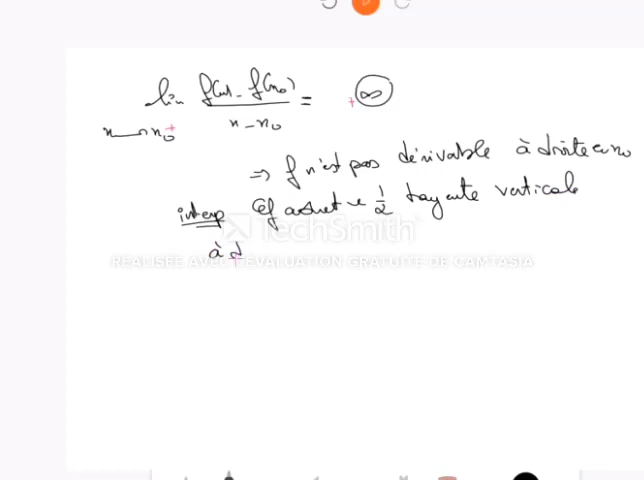 lim f(x) - f(x₀) / x - x₀ = +∞
x → x₀⁺
⇒ f n'est pas dérivable à droite en x₀
interp Cf admet une 1/2 tangente verticale
TechSmith
à d
RÉALISÉE AVEC L'ÉVALUATION GRATUITE DE CAMTASIA